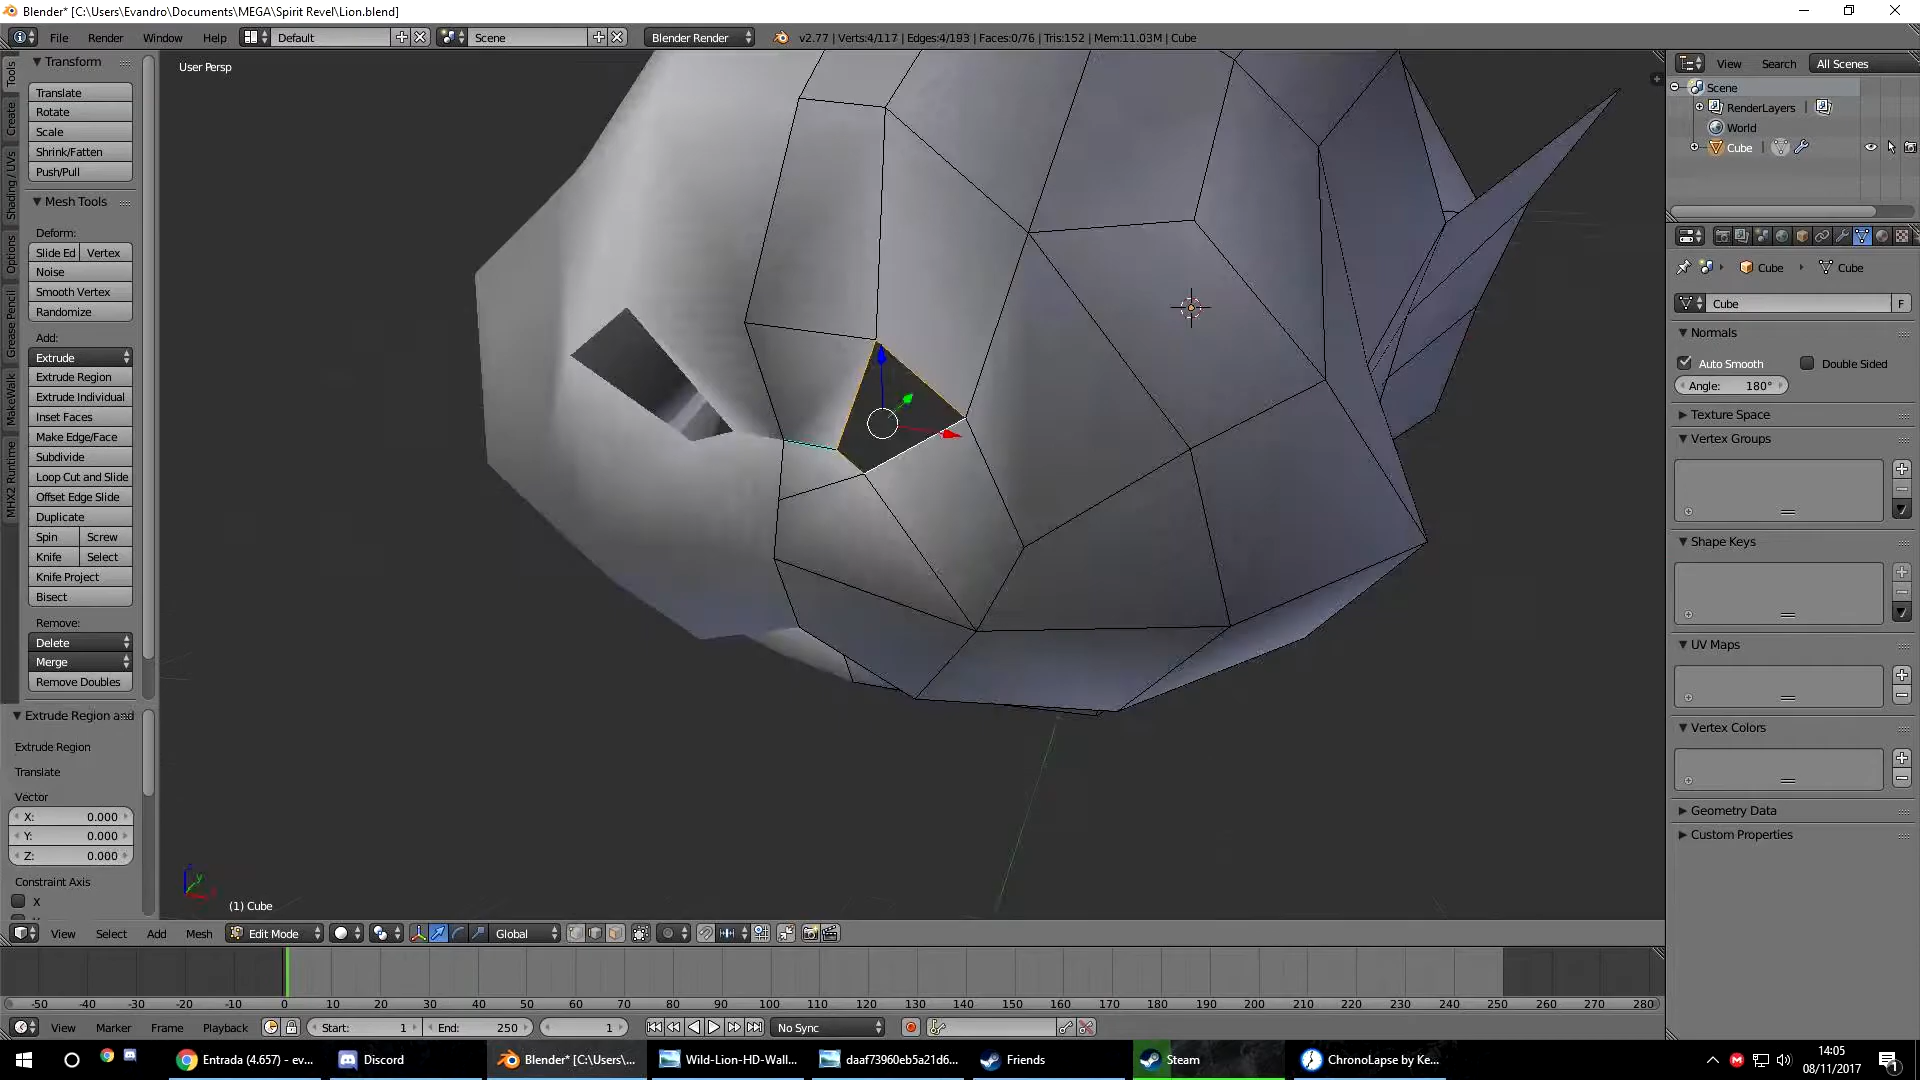 Blender* [C:\Users\Evandro\Documents\MEGA\Spirit Revel\Lion.blend]
File Render Window Help Default Scene Blender Render v2.77 | Verts:4/117 | Edges:4/193 | Faces:0/76 | Tris:152 | Mem:11.03M | Cube
Tools
Create
Shading / UVs
Options
Grease Pencil
MakeWalk
MHX2 Runtime
Transform
Translate
Rotate
Scale
Shrink/Fatten
Push/Pull
Mesh Tools
Deform:
Slide Ed Vertex
Noise
Smooth Vertex
Randomize
Add:
Extrude
Extrude Region
Extrude Individual
Inset Faces
Make Edge/Face
Subdivide
Loop Cut and Slide
Offset Edge Slide
Duplicate
Spin Screw
Knife Select
Knife Project
Bisect
Remove:
Delete
Merge
Remove Doubles
Extrude Region and
Extrude Region
Translate
Vector
X: 0.000
Y: 0.000
Z: 0.000
Constraint Axis
X
User Persp
(1) Cube
View Search All Scenes
Scene
RenderLayers
World
Cube
Cube Cube
Cube F
Normals
Auto Smooth Double Sided
Angle: 180°
Texture Space
Vertex Groups
Shape Keys
UV Maps
Vertex Colors
Geometry Data
Custom Properties
View Select Add Mesh Edit Mode Global
-50 -40 -30 -20 -10 0 10 20 30 40 50 60 70 80 90 100 110 120 130 140 150 160 170 180 190 200 210 220 230 240 250 260 270 280
View Marker Frame Playback Start: 1 End: 250 1 No Sync
Entrada (4.657) - ev... Discord Blender* [C:\Users\... Wild-Lion-HD-Wall... daaf73960eb5a21d6... Friends Steam ChronoLapse by Ke... 14:05
08/11/2017